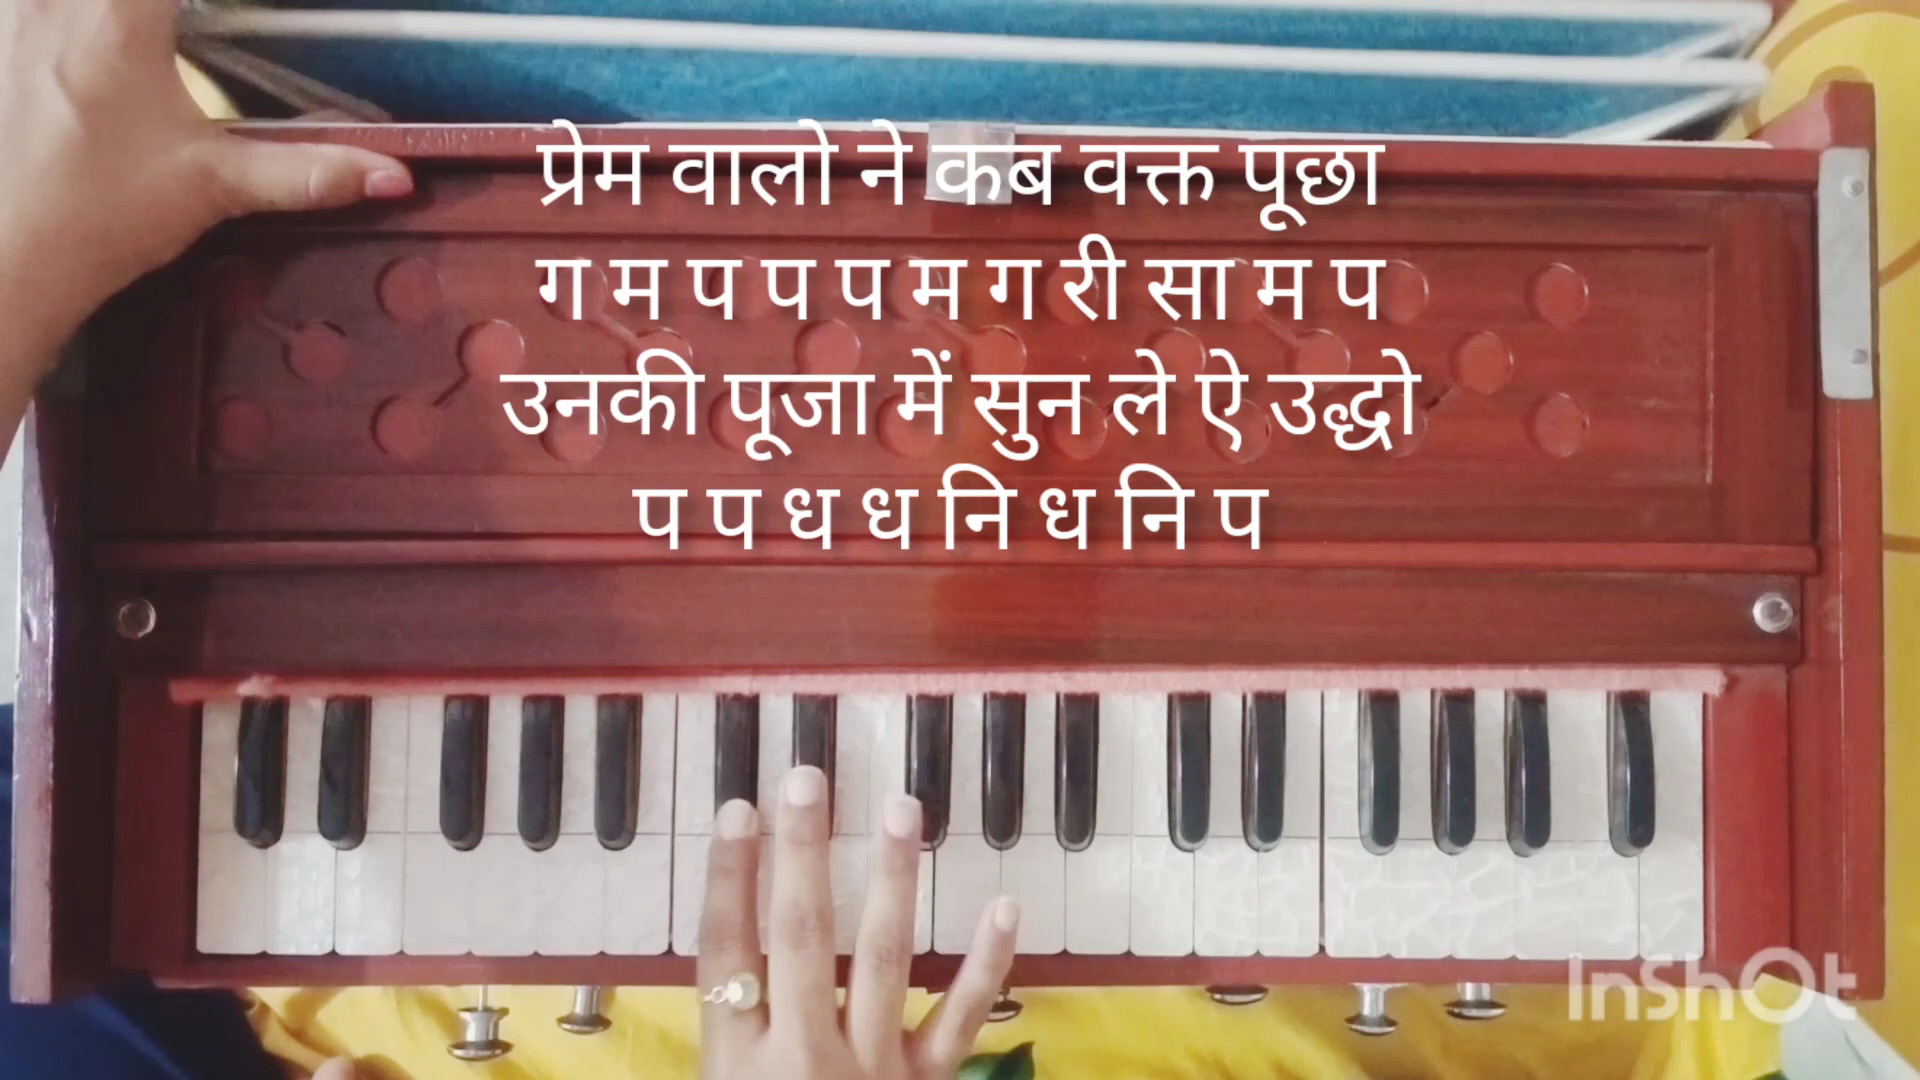 प्रेम वालो ने कब वक्त पूछा
ग म प प प म ग री सा म प
उनकी पूजा में सुन ले ऐ उद्धो
प प ध ध नि ध नि प
InShOt